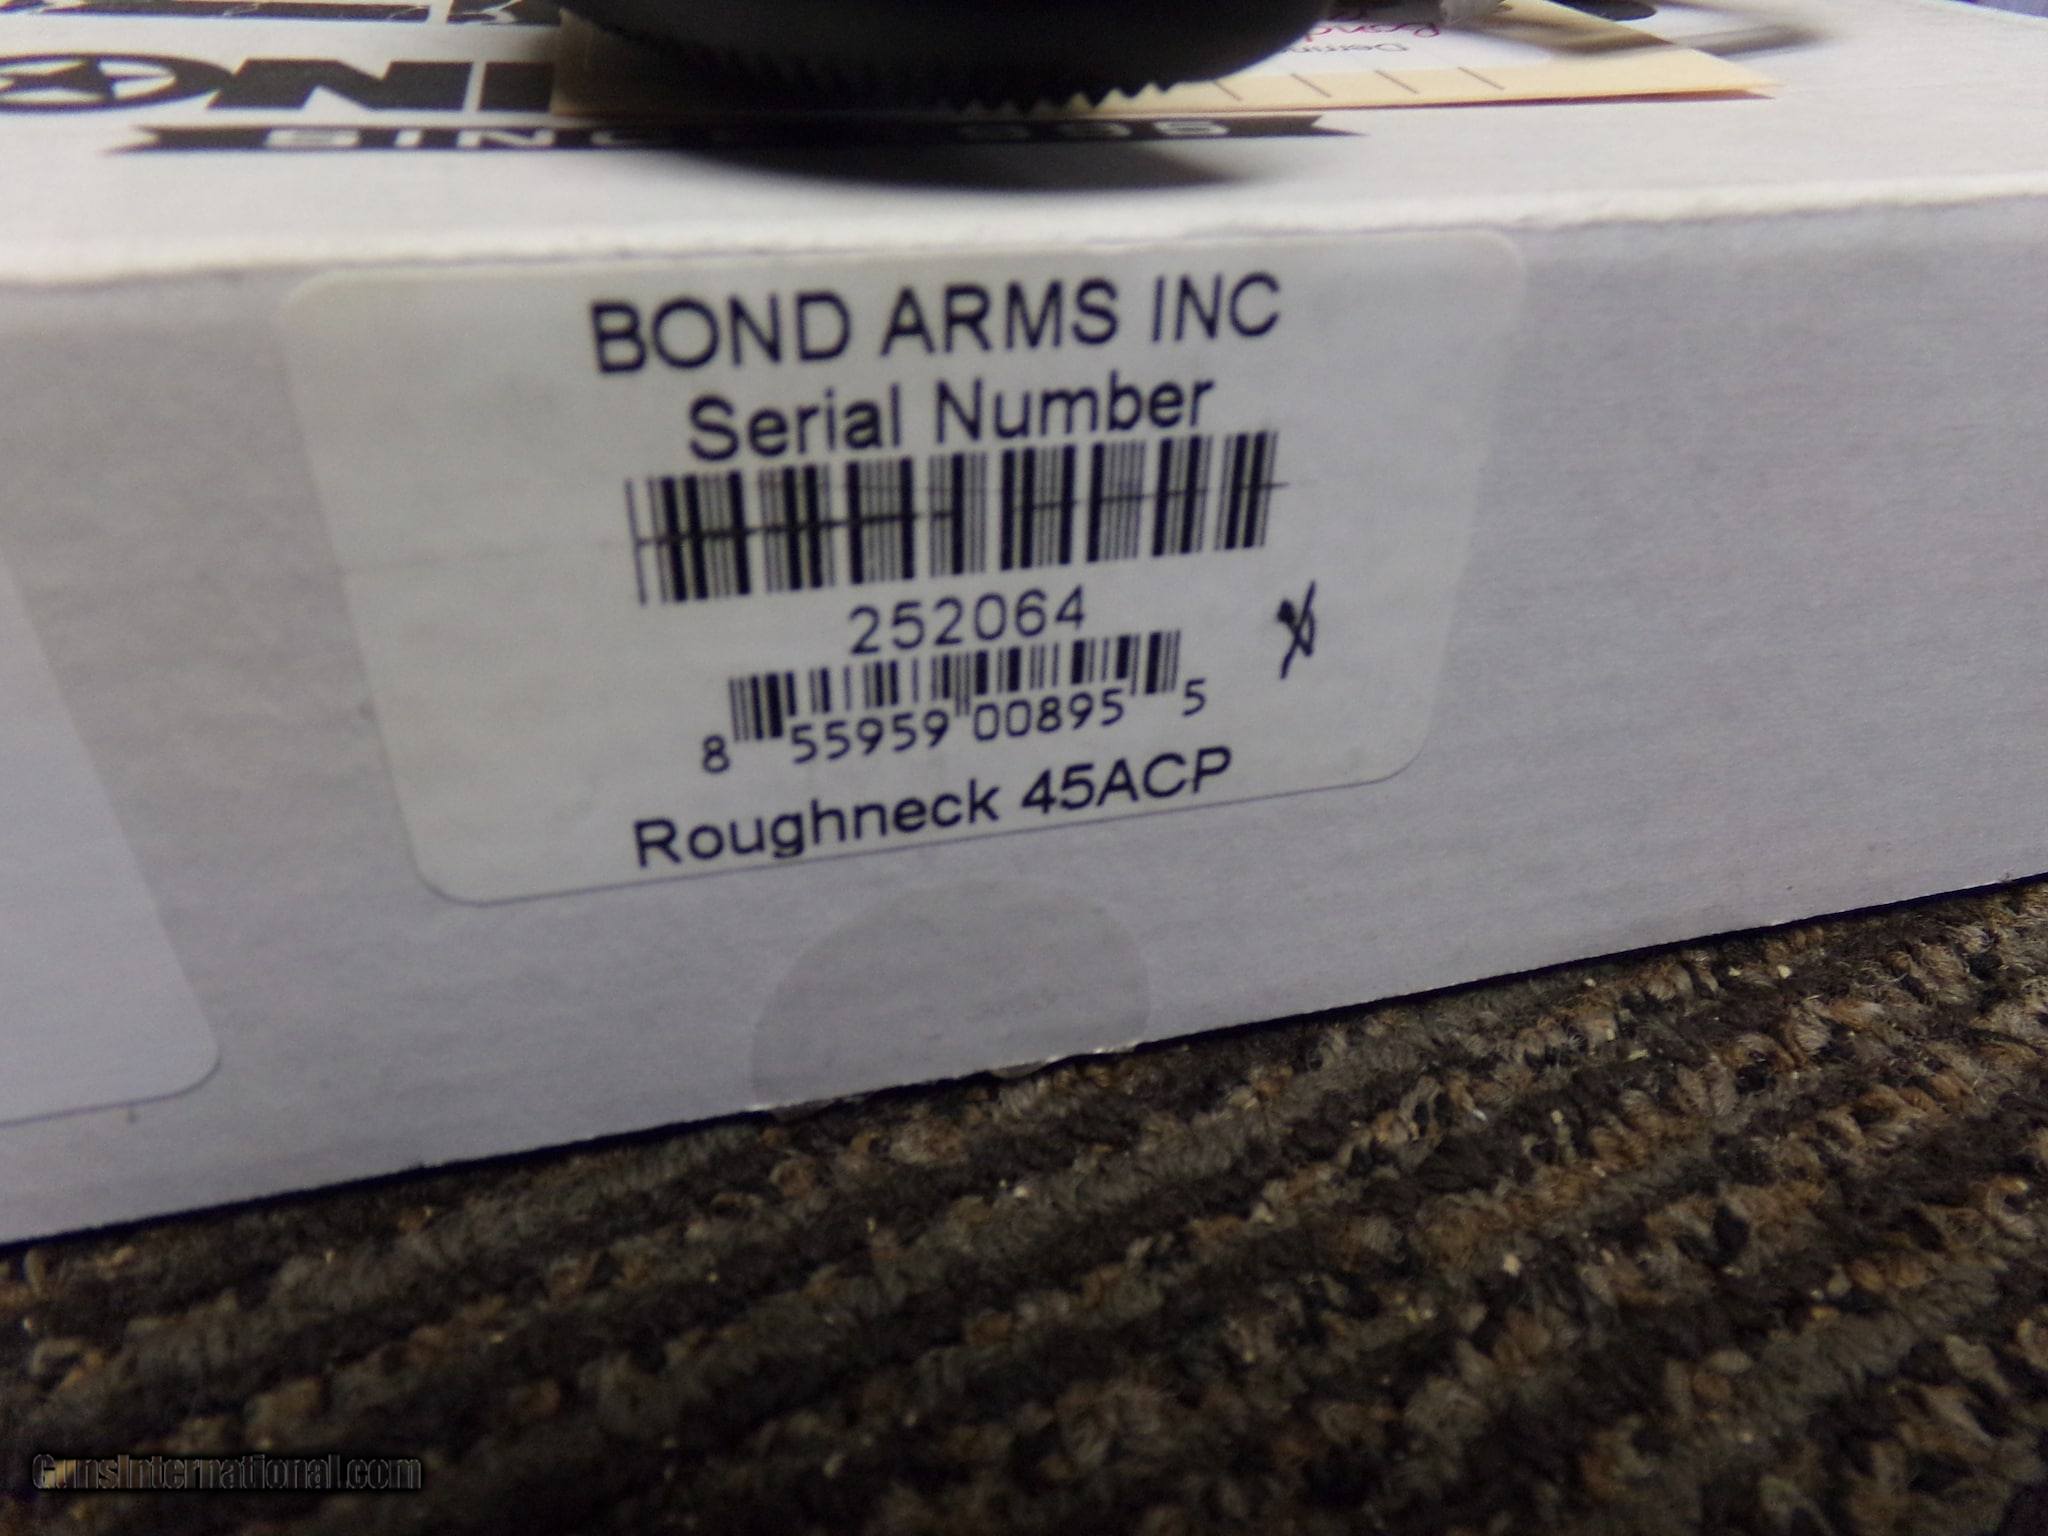 BOND ARMS INC
Serial Number
252064
8 55959 00895 5
Roughneck 45ACP
GunsInternational.com